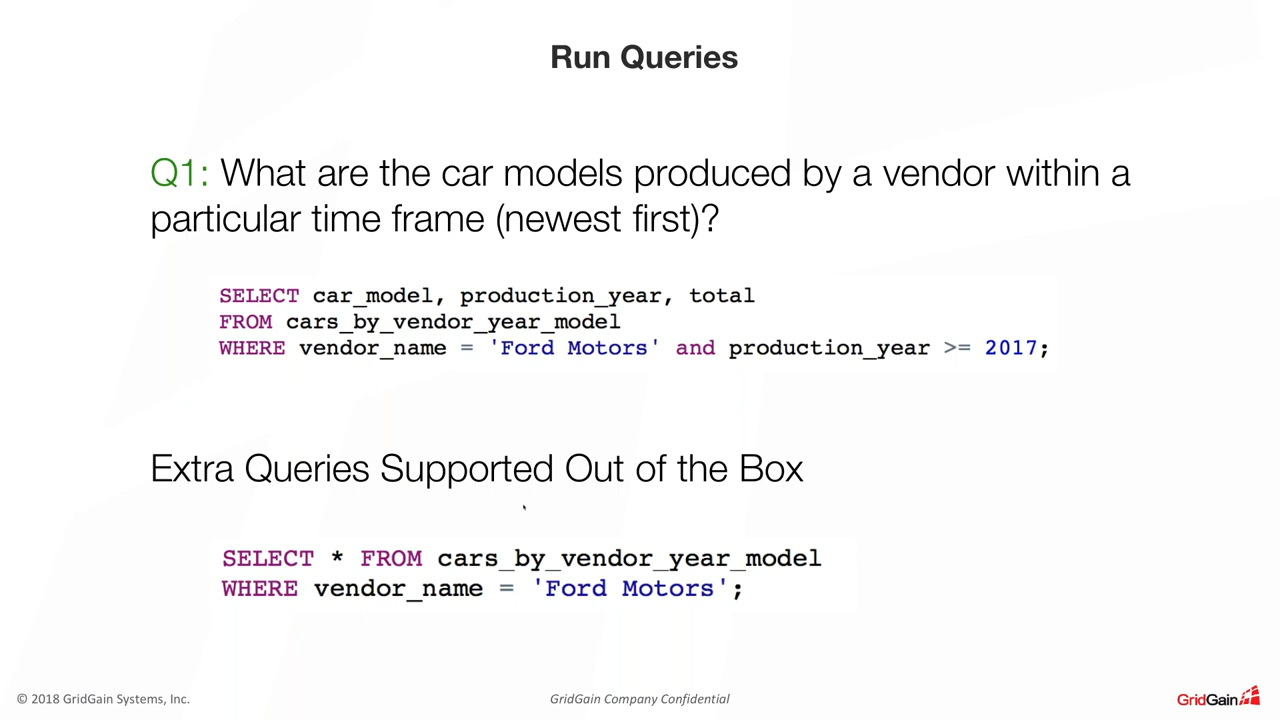 Run Queries
Q1: What are the car models produced by a vendor within a
particular time frame (newest first)?
SELECT car_model, production_year, total
FROM cars_by_vendor_year_model
WHERE vendor_name = 'Ford Motors' and production_year >= 2017;
Extra Queries Supported Out of the Box
SELECT * FROM cars_by_vendor_year_model
WHERE vendor_name = 'Ford Motors';
© 2018 GridGain Systems, Inc.
GridGain Company Confidential
GridGain